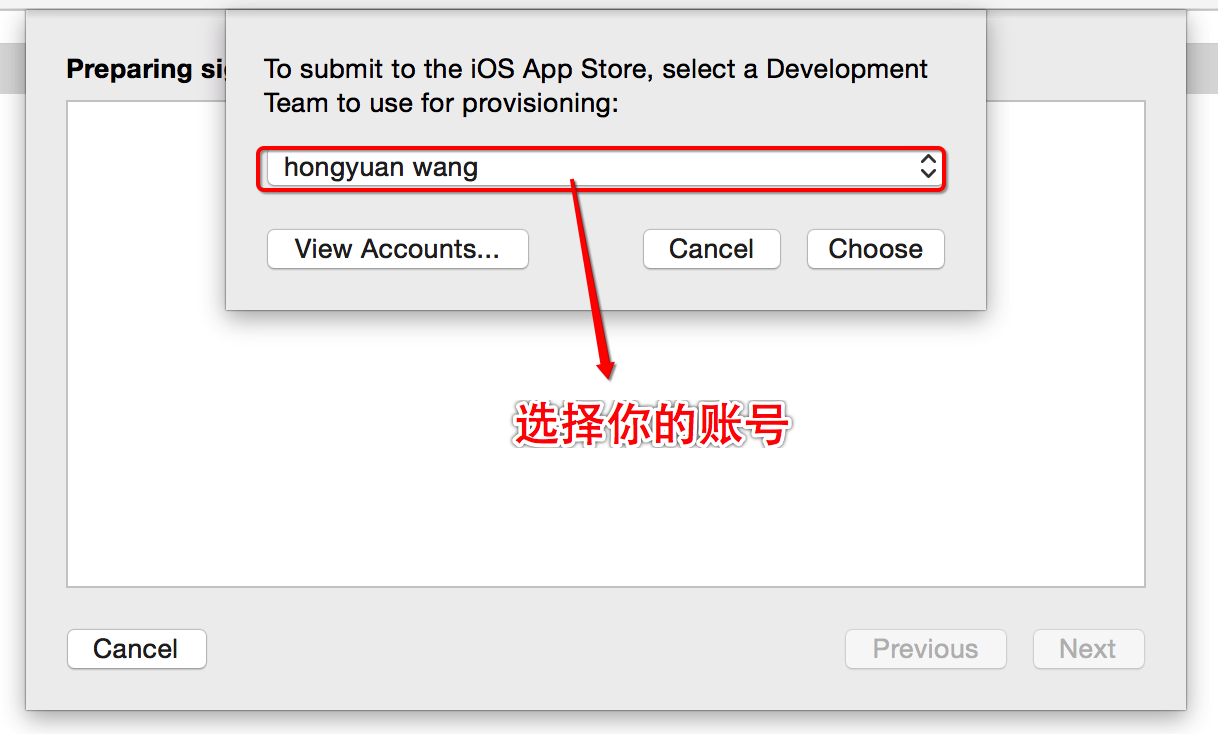 Preparing si
To submit to the iOS App Store, select a Development
Team to use for provisioning:
hongyuan wang
View Accounts...
Cancel
Choose
选择你的账号
Cancel
Previous
Next